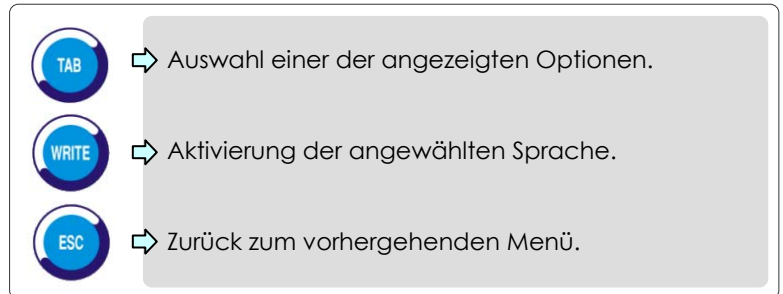 TAB Auswahl einer der angezeigten Optionen.
WRITE Aktivierung der angewählten Sprache.
ESC Zurück zum vorhergehenden Menü.